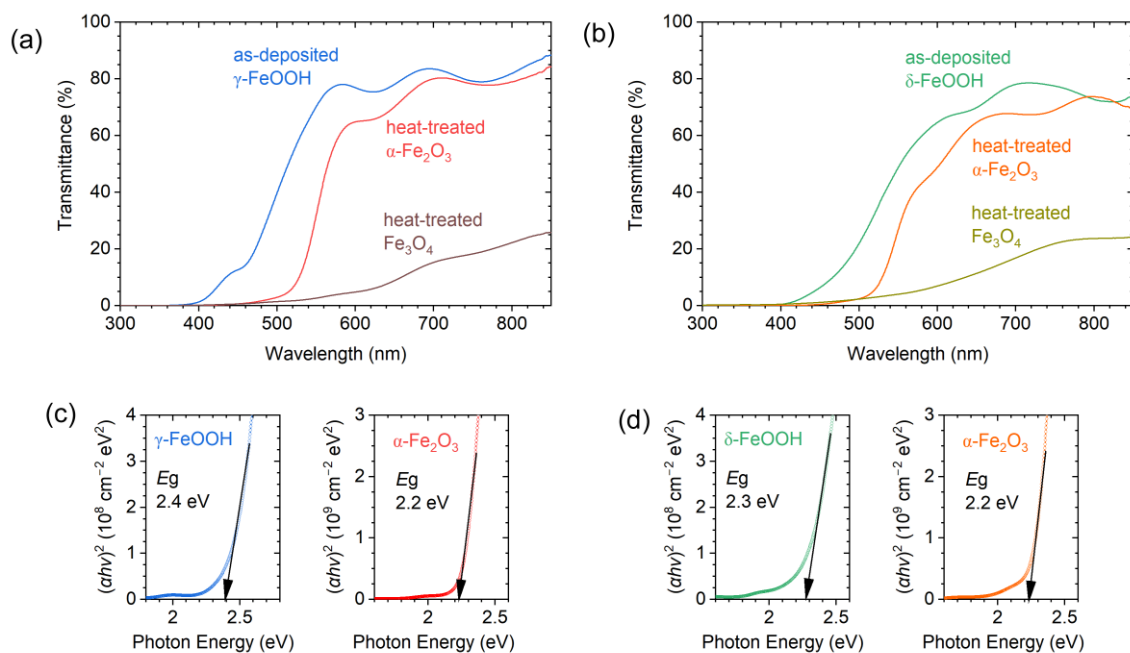 (a)
100
80
60
40
20
0
Transmittance (%)
as-deposited
γ-FeOOH
heat-treated
α-Fe₂O₃
heat-treated
Fe₃O₄
300 400 500 600 700 800
Wavelength (nm)
(b)
100
80
60
40
20
0
Transmittance (%)
as-deposited
δ-FeOOH
heat-treated
α-Fe₂O₃
heat-treated
Fe₃O₄
300 400 500 600 700 800
Wavelength (nm)
(c)
4
3
2
1
0
(αhν)² (10⁸ cm⁻² eV²)
γ-FeOOH
Eg
2.4 eV
2 2.5
Photon Energy (eV)
3
2
1
0
(αhν)² (10⁹ cm⁻² eV²)
α-Fe₂O₃
Eg
2.2 eV
2 2.5
Photon Energy (eV)
(d)
4
3
2
1
0
(αhν)² (10⁸ cm⁻² eV²)
δ-FeOOH
Eg
2.3 eV
2 2.5
Photon Energy (eV)
3
2
1
0
(αhν)² (10⁹ cm⁻² eV²)
α-Fe₂O₃
Eg
2.2 eV
2 2.5
Photon Energy (eV)